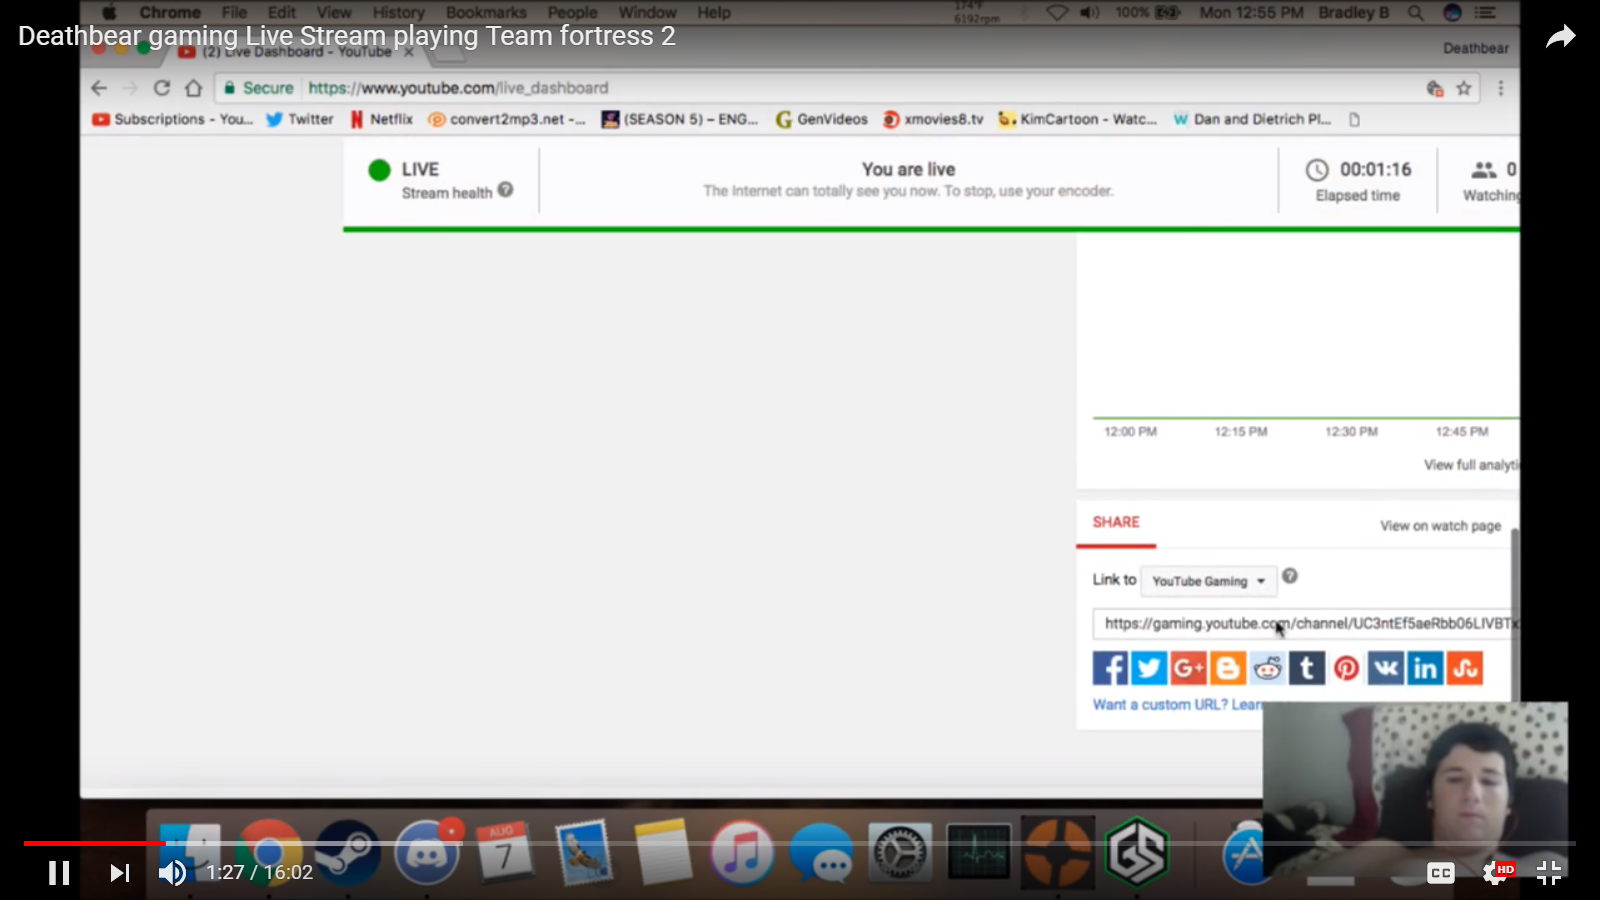 Chrome File Edit View History Bookmarks People Window Help
174°F
6192rpm
100%
Mon 12:55 PM Bradley B
Deathbear gaming Live Stream playing Team fortress 2
(2) Live Dashboard - YouTube
Deathbear
Secure https://www.youtube.com/live_dashboard
Subscriptions - You... Twitter Netflix convert2mp3.net -... (SEASON 5) – ENG... GenVideos xmovies8.tv KimCartoon - Watc... Dan and Dietrich Pl...
LIVE
Stream health ?
You are live
The Internet can totally see you now. To stop, use your encoder.
00:01:16
Elapsed time
0
Watching
12:00 PM 12:15 PM 12:30 PM 12:45 PM
View full analyti
SHARE
View on watch page
Link to YouTube Gaming ?
https://gaming.youtube.com/channel/UC3ntEf5aeRbb06LIVBTx
Want a custom URL? Lear
AUG
7
GS
1:27 / 16:02
CC
HD